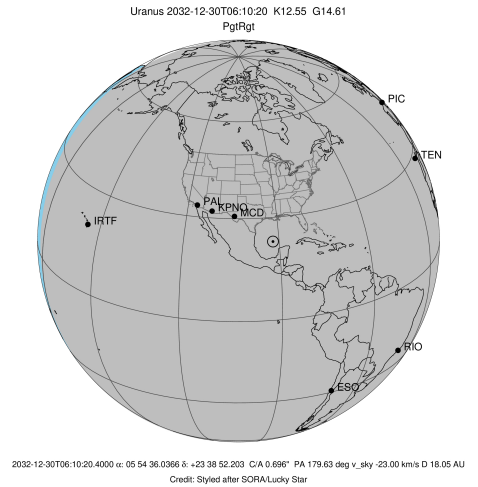 Uranus 2032-12-30T06:10:20 K12.55 G14.61
PgtRgt
PIC
TEN
PAL
KPNO
MCD
IRTF
RIO
ESO
2032-12-30T06:10:20.4000 α: 05 54 36.0366 δ: +23 38 52.203 C/A 0.696" PA 179.63 deg v_sky -23.00 km/s D 18.05 AU
Credit: Styled after SORA/Lucky Star